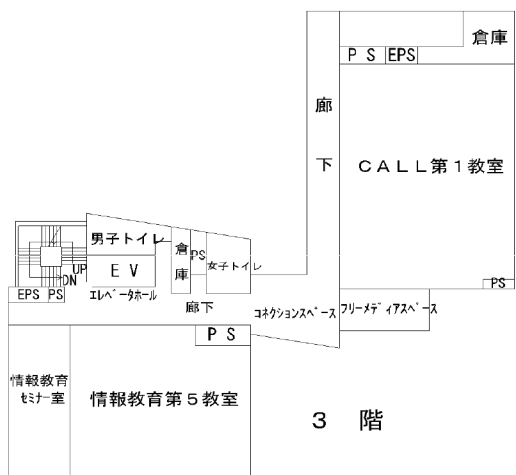 倉庫
P S
EPS
廊
下
CALL第1教室
男子トイレ
倉
庫
PS
女子トイレ
UP
DN
E V
EPS
PS
エレベータホール
廊下
PS
コネクションスペース
フリーメディアスペース
P S
情報教育
セミナー室
情報教育第5教室
3 階